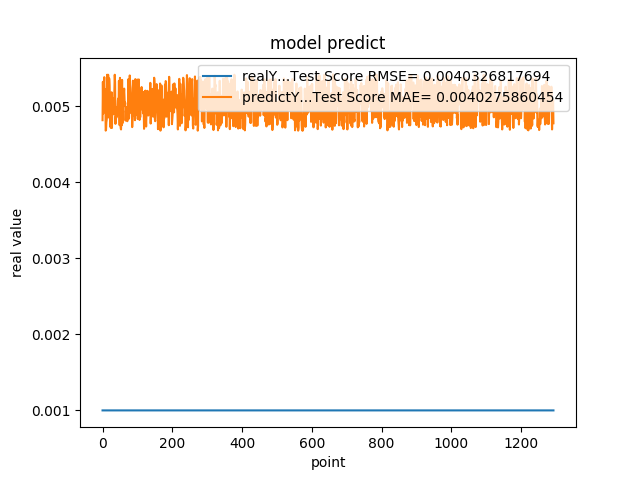 model predict
realY...Test Score RMSE= 0.0040326817694
predictY...Test Score MAE= 0.0040275860454
0.005
0.004
0.003
0.002
0.001
real value
0 200 400 600 800 1000 1200
point